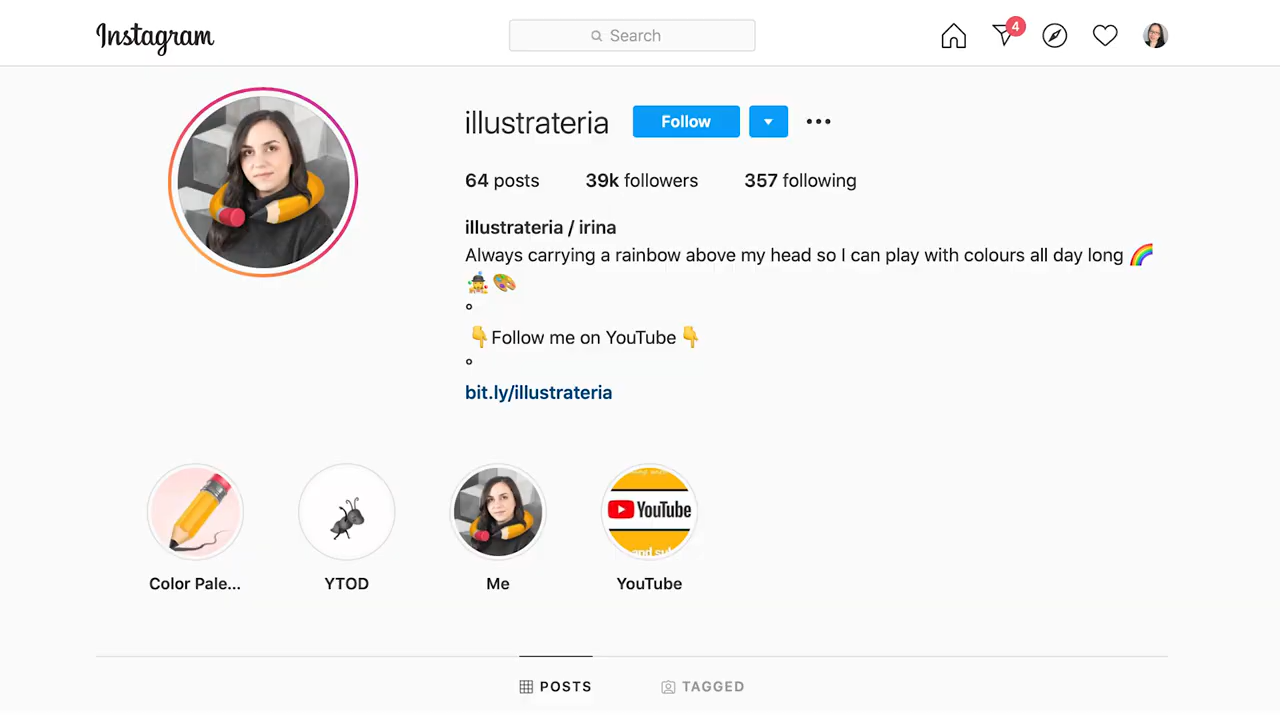 Instagram
Search
4
illustrateria
Follow
64 posts 39k followers 357 following
illustrateria / irina
Always carrying a rainbow above my head so I can play with colours all day long 🌈
🤹🎨
°
👇Follow me on YouTube 👇
°
bit.ly/illustrateria
YouTube
Color Pale...
YTOD
Me
YouTube
POSTS
TAGGED